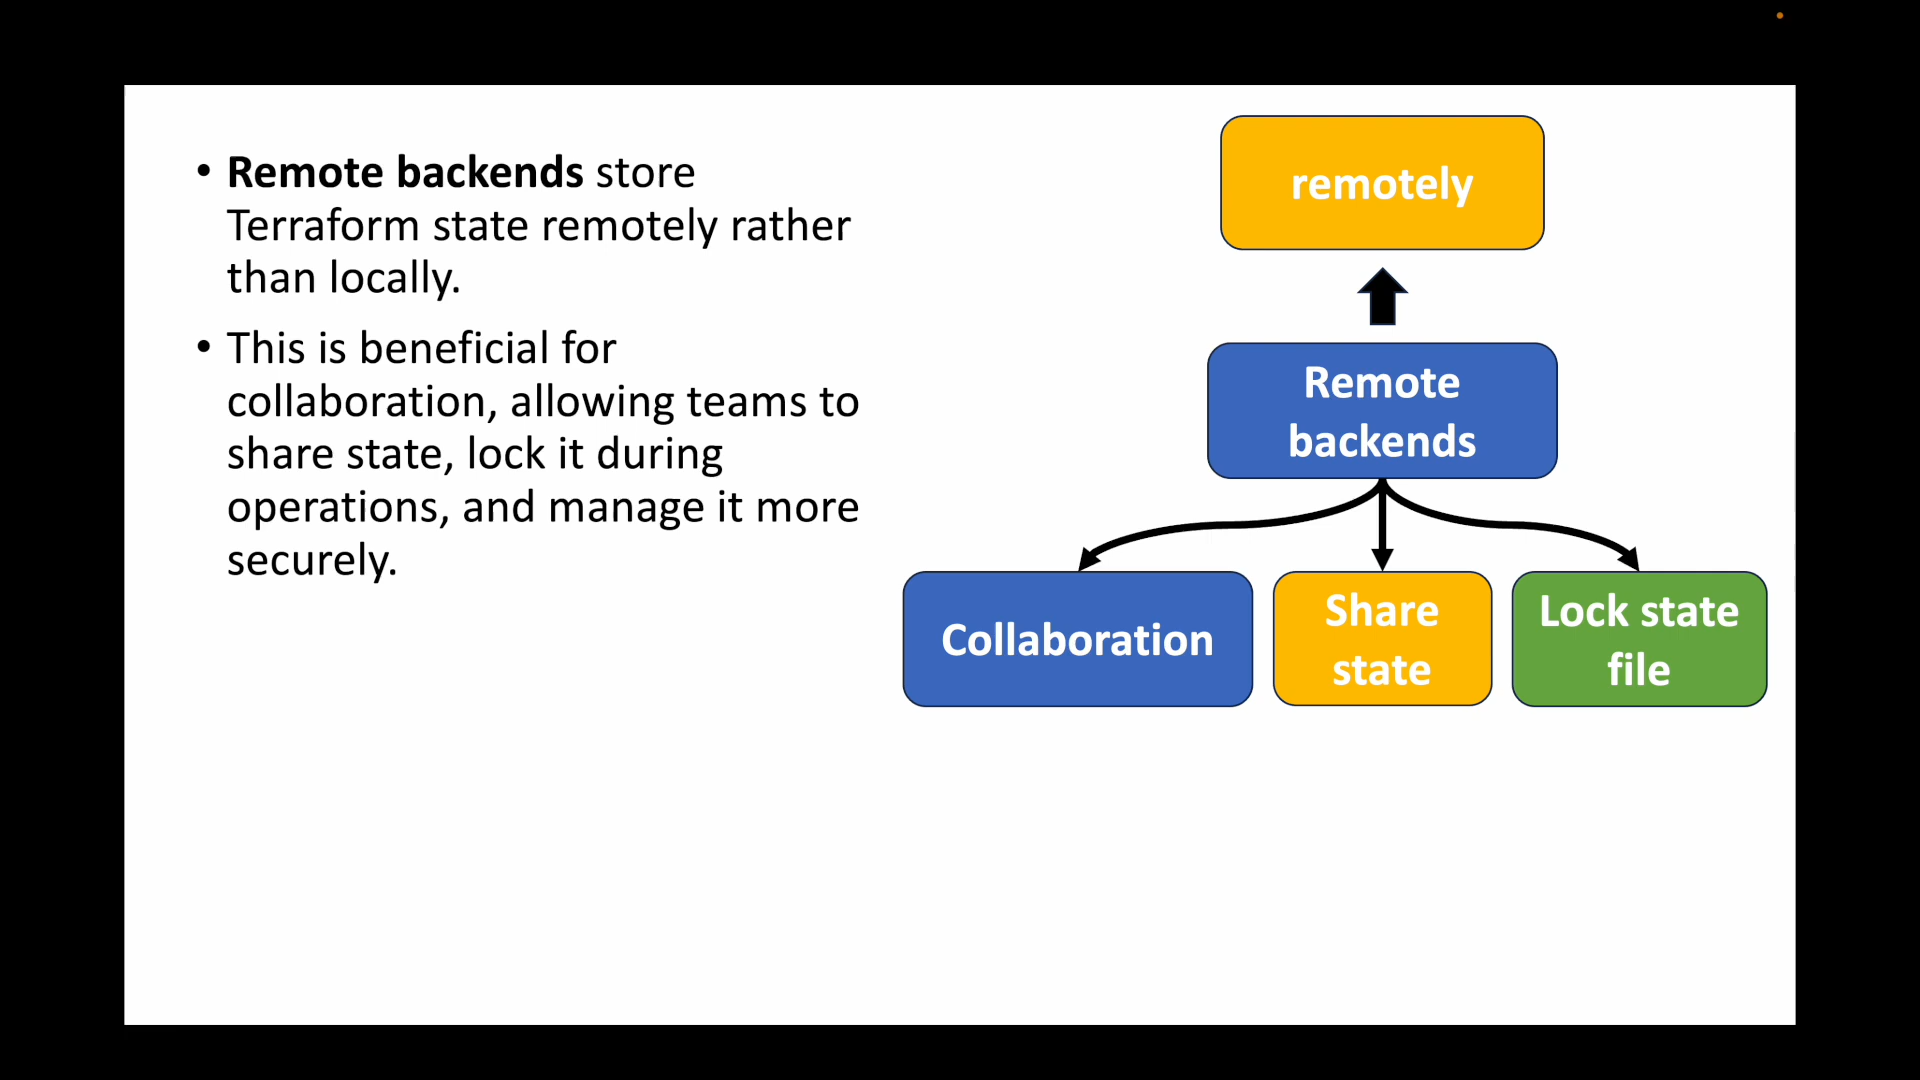 • Remote backends store
Terraform state remotely rather
than locally.
• This is beneficial for
collaboration, allowing teams to
share state, lock it during
operations, and manage it more
securely.
remotely
Remote
backends
Collaboration
Share
state
Lock state
file